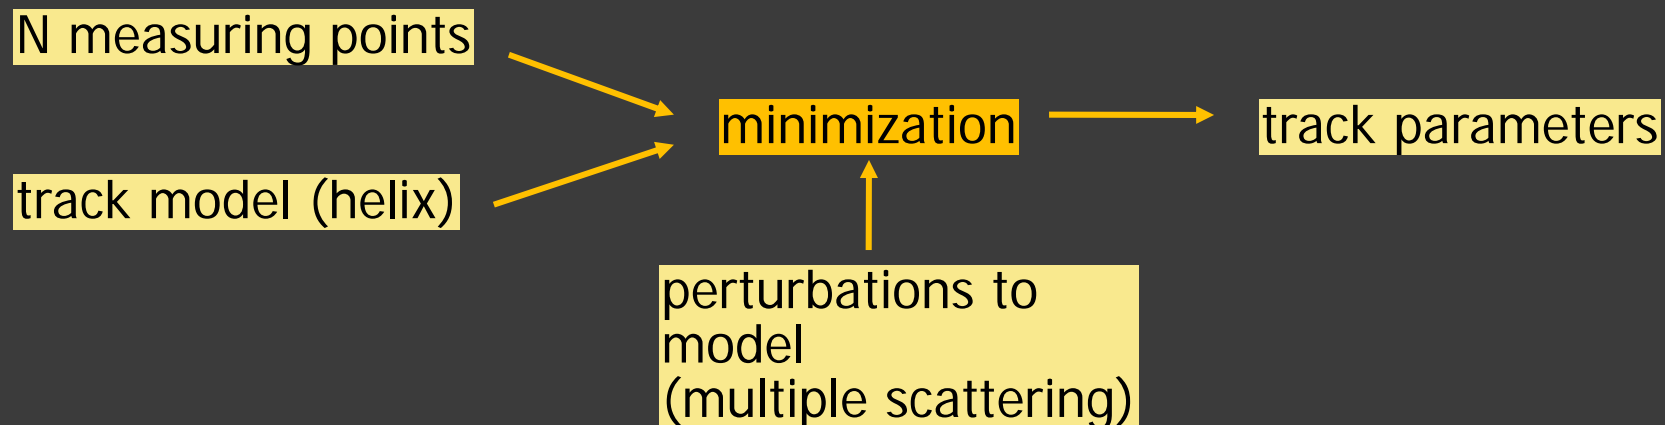 N measuring points
minimization
track parameters
track model (helix)
perturbations to
model
(multiple scattering)